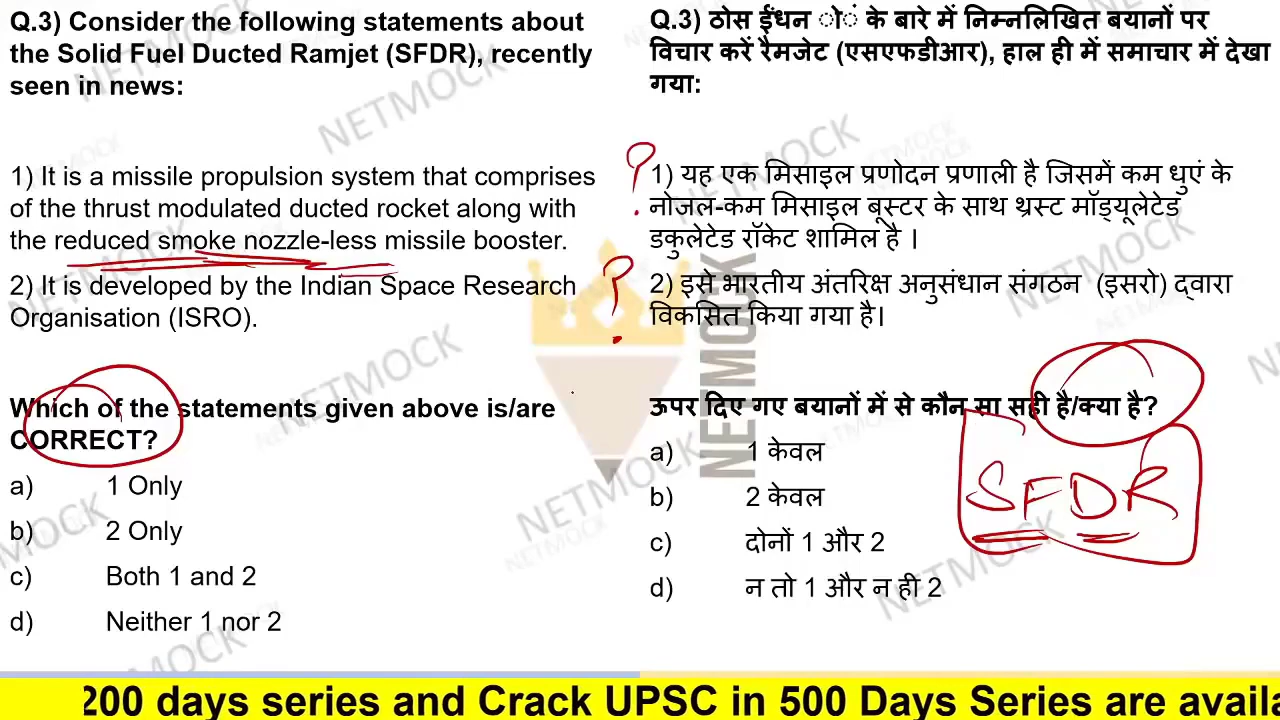 Q.3) Consider the following statements about
the Solid Fuel Ducted Ramjet (SFDR), recently
seen in news:
1) It is a missile propulsion system that comprises
of the thrust modulated ducted rocket along with
the reduced smoke nozzle-less missile booster.
2) It is developed by the Indian Space Research
Organisation (ISRO).
Which of the statements given above is/are
CORRECT?
a) 1 Only
b) 2 Only
c) Both 1 and 2
d) Neither 1 nor 2
Q.3) ठोस ईंधन ोंं के बारे में निम्नलिखित बयानों पर
विचार करें रैमजेट (एसएफडीआर), हाल ही में समाचार में देखा
गया:
? 1) यह एक मिसाइल प्रणोदन प्रणाली है जिसमें कम धुएं के
नोजल-कम मिसाइल बूस्टर के साथ थ्रस्ट मॉड्यूलेटेड
डकुलेटेड रॉकेट शामिल है ।
? 2) इसे भारतीय अंतरिक्ष अनुसंधान संगठन (इसरो) द्वारा
विकसित किया गया है।
ऊपर दिए गए बयानों में से कौन सा सही है/क्या है?
a) 1 केवल
b) 2 केवल
c) दोनों 1 और 2
d) न तो 1 और न ही 2
SFDR
NETMOCK
200 days series and Crack UPSC in 500 Days Series are availa